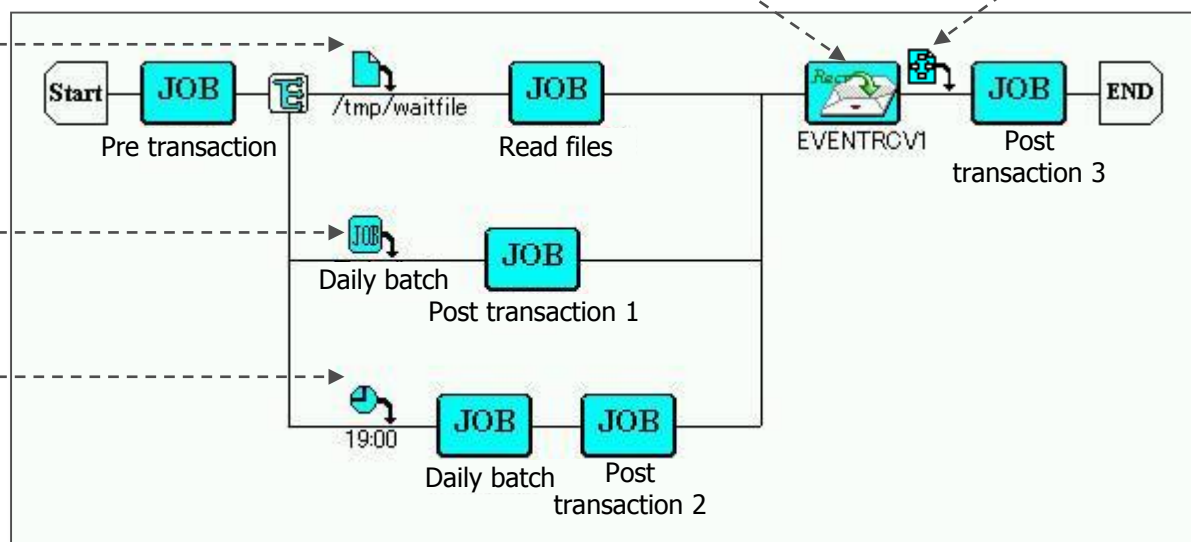 Start
JOB
Pre transaction
/tmp/waitfile
JOB
Read files
EVENTRCV1
JOB
Post
transaction 3
END
JOB
Daily batch
JOB
Post transaction 1
19:00
JOB
Daily batch
JOB
Post
transaction 2